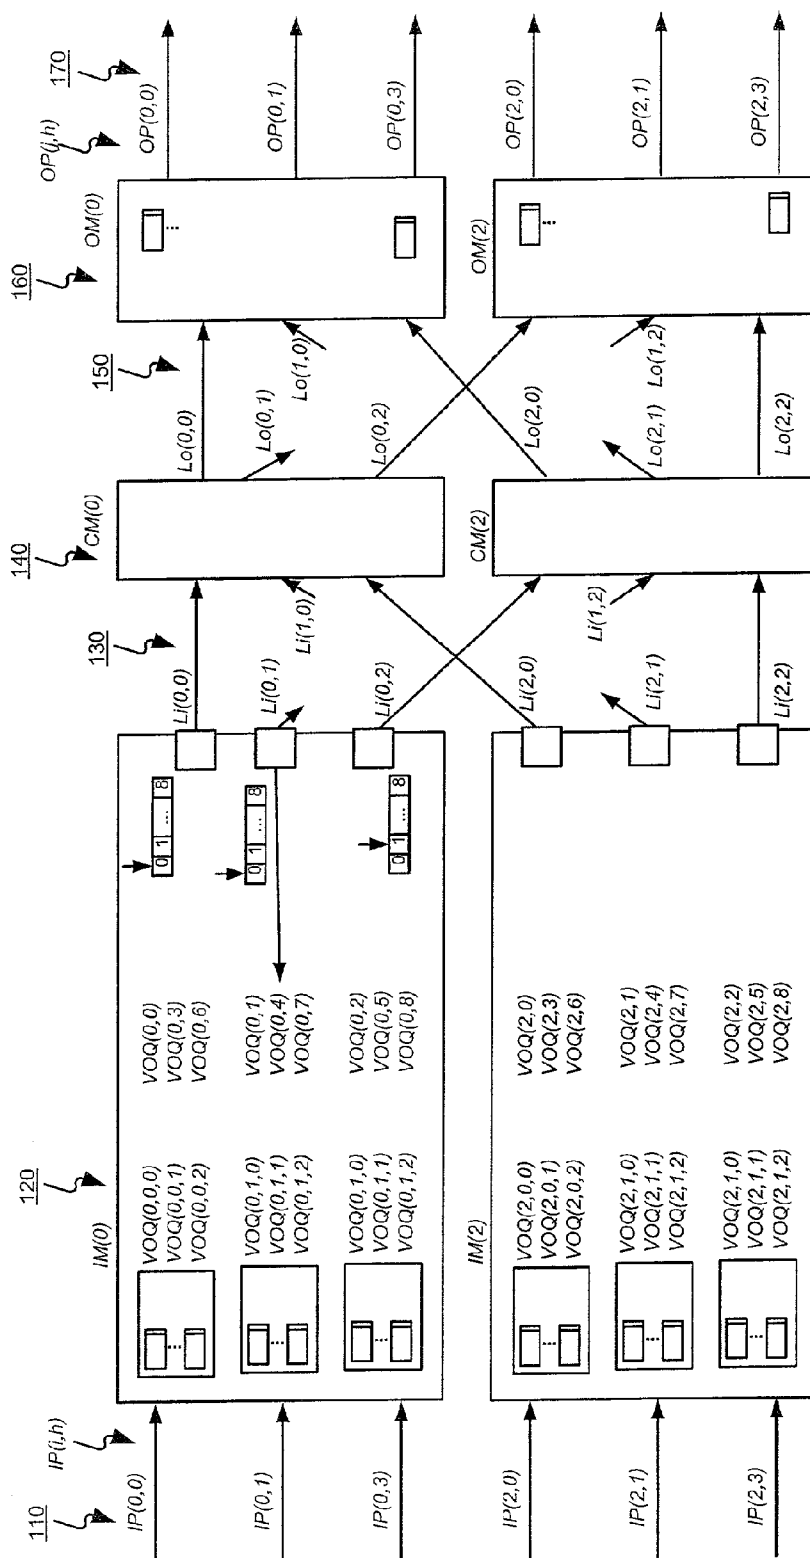 110
IP(i,h)
120
130
140
150
160
OP(j,h)
170
IP(0,0)
IP(0,1)
IP(0,3)
IM(0)
VOQ(0,0,0)
VOQ(0,0,1)
VOQ(0,0,2)
VOQ(0,1,0)
VOQ(0,1,1)
VOQ(0,1,2)
VOQ(0,1,0)
VOQ(0,1,1)
VOQ(0,1,2)
VOQ(0,0)
VOQ(0,3)
VOQ(0,6)
VOQ(0,1)
VOQ(0,4)
VOQ(0,7)
VOQ(0,2)
VOQ(0,5)
VOQ(0,8)
0 1 ... 8
0 1 ... 8
0 1 ... 8
Li(0,0)
Li(0,1)
Li(0,2)
CM(0)
Li(1,0)
Lo(0,0)
Lo(0,1)
Lo(0,2)
Lo(1,0)
OM(0)
OP(0,0)
OP(0,1)
OP(0,3)
IP(2,0)
IP(2,1)
IP(2,3)
IM(2)
VOQ(2,0,0)
VOQ(2,0,1)
VOQ(2,0,2)
VOQ(2,1,0)
VOQ(2,1,1)
VOQ(2,1,2)
VOQ(2,1,0)
VOQ(2,1,1)
VOQ(2,1,2)
VOQ(2,0)
VOQ(2,3)
VOQ(2,6)
VOQ(2,1)
VOQ(2,4)
VOQ(2,7)
VOQ(2,2)
VOQ(2,5)
VOQ(2,8)
Li(2,0)
Li(2,1)
Li(2,2)
CM(2)
Li(1,2)
Lo(2,0)
Lo(2,1)
Lo(2,2)
Lo(1,2)
OM(2)
OP(2,0)
OP(2,1)
OP(2,3)